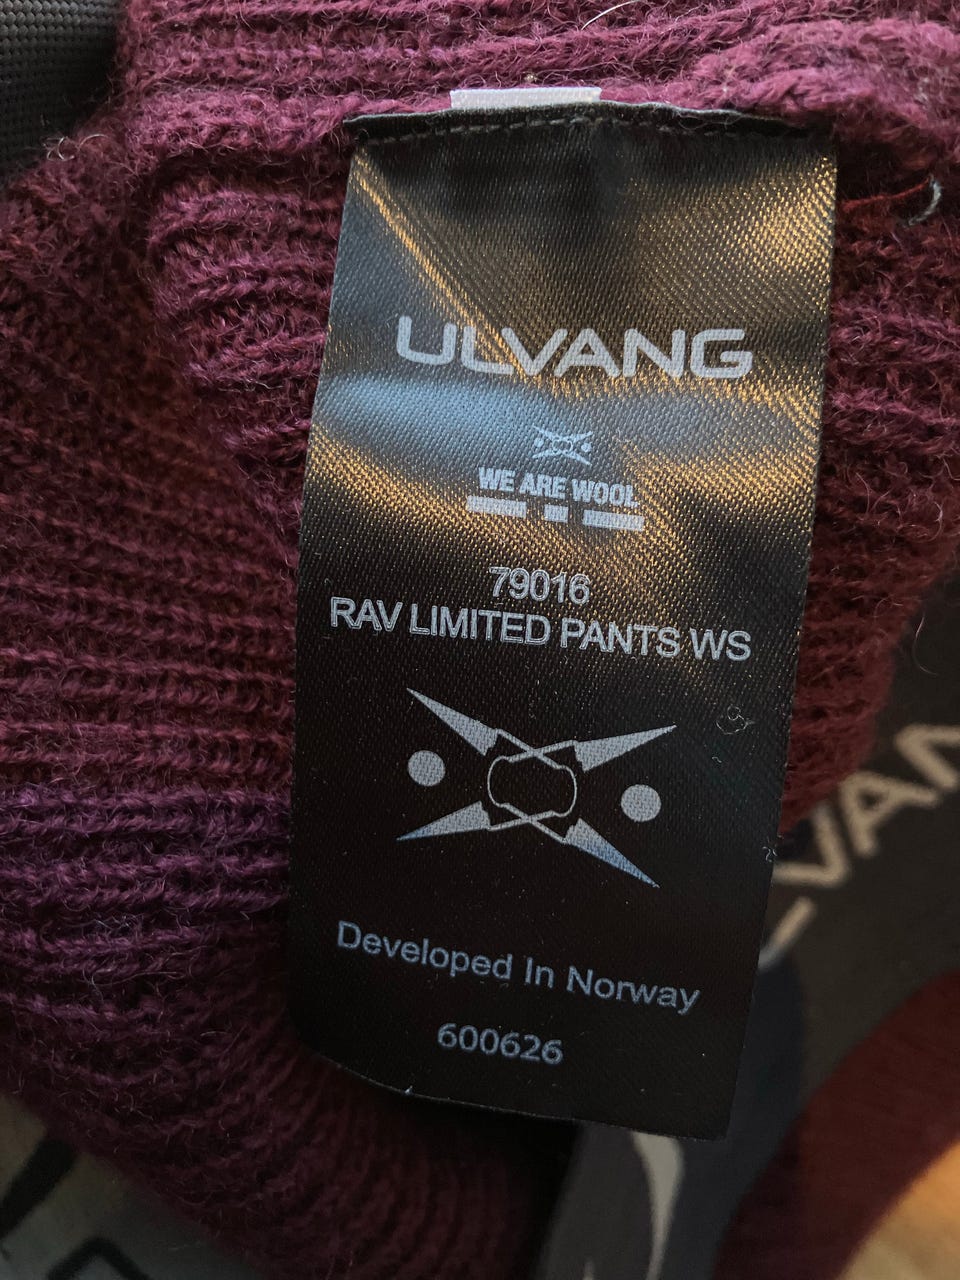 ULVANG
WE ARE WOOL
79016
RAV LIMITED PANTS WS
Developed In Norway
600626